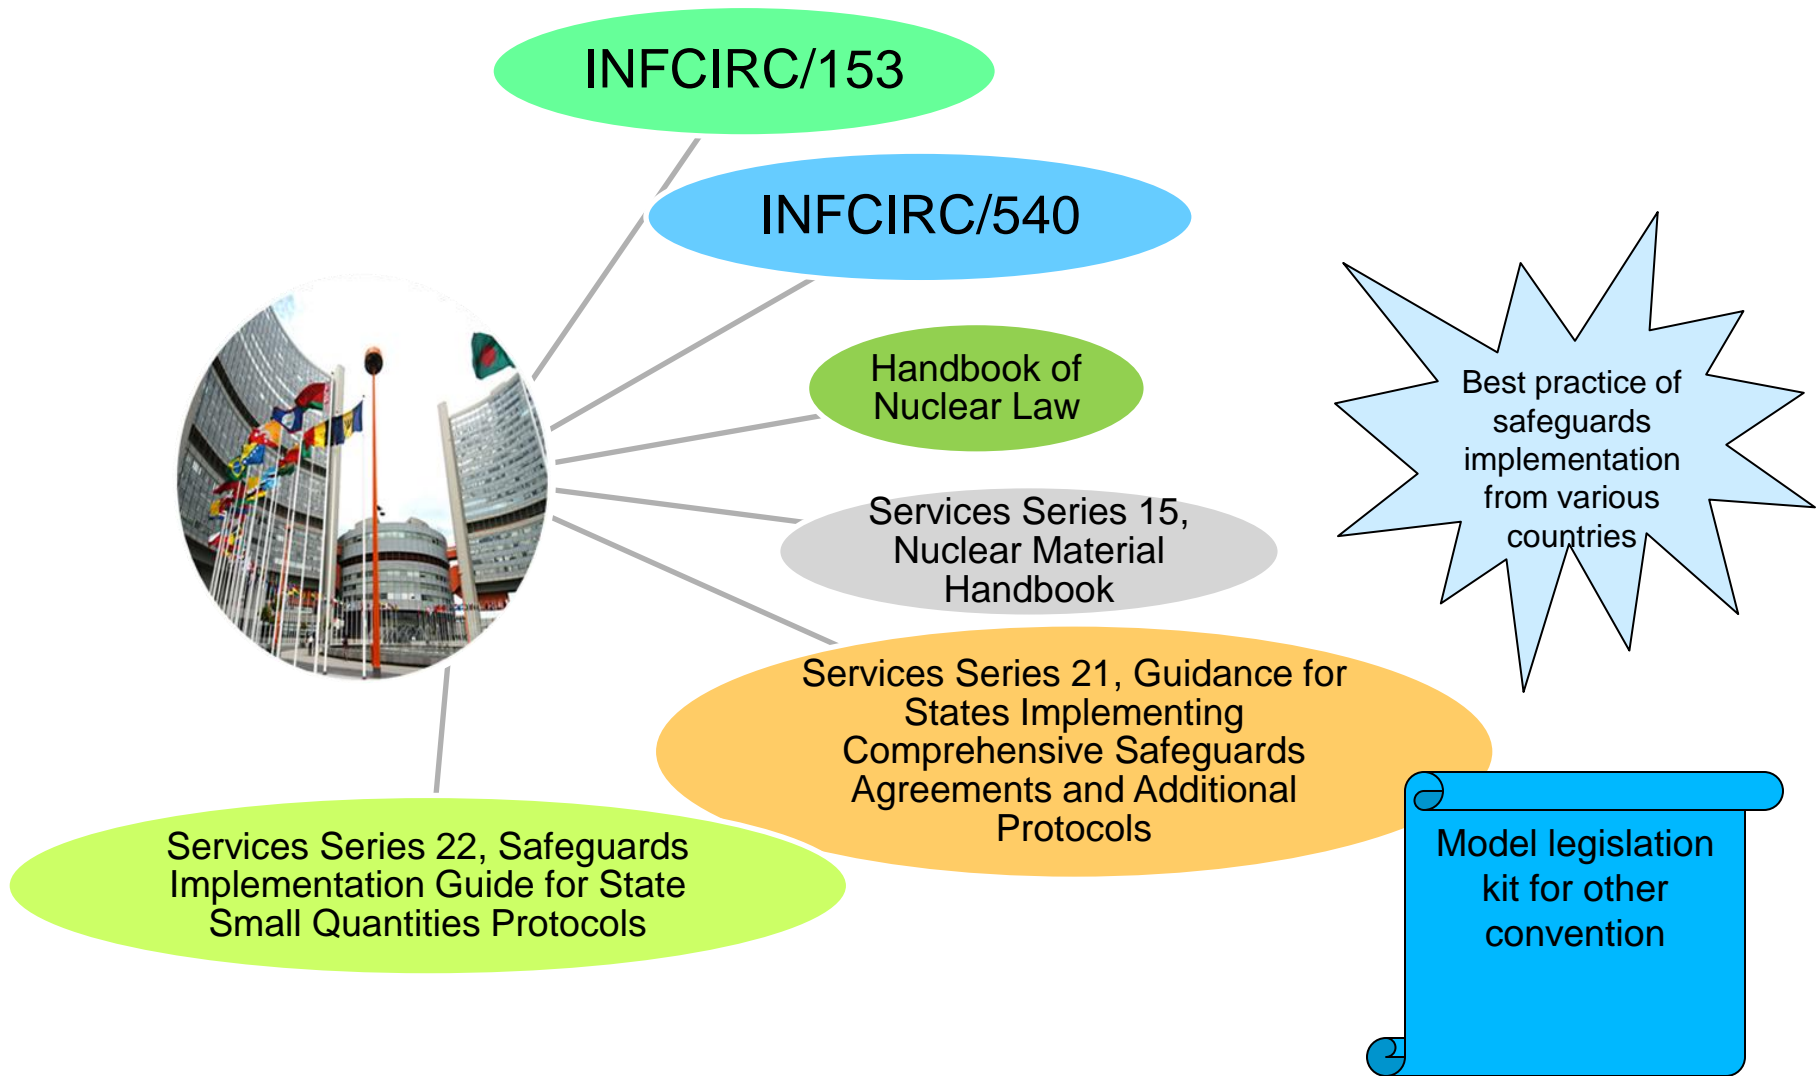 INFCIRC/153
INFCIRC/540
Handbook of
Nuclear Law
Services Series 15,
Nuclear Material
Handbook
Services Series 21, Guidance for
States Implementing
Comprehensive Safeguards
Agreements and Additional
Protocols
Services Series 22, Safeguards
Implementation Guide for State
Small Quantities Protocols
Best practice of
safeguards
implementation
from various
countries
Model legislation
kit for other
convention